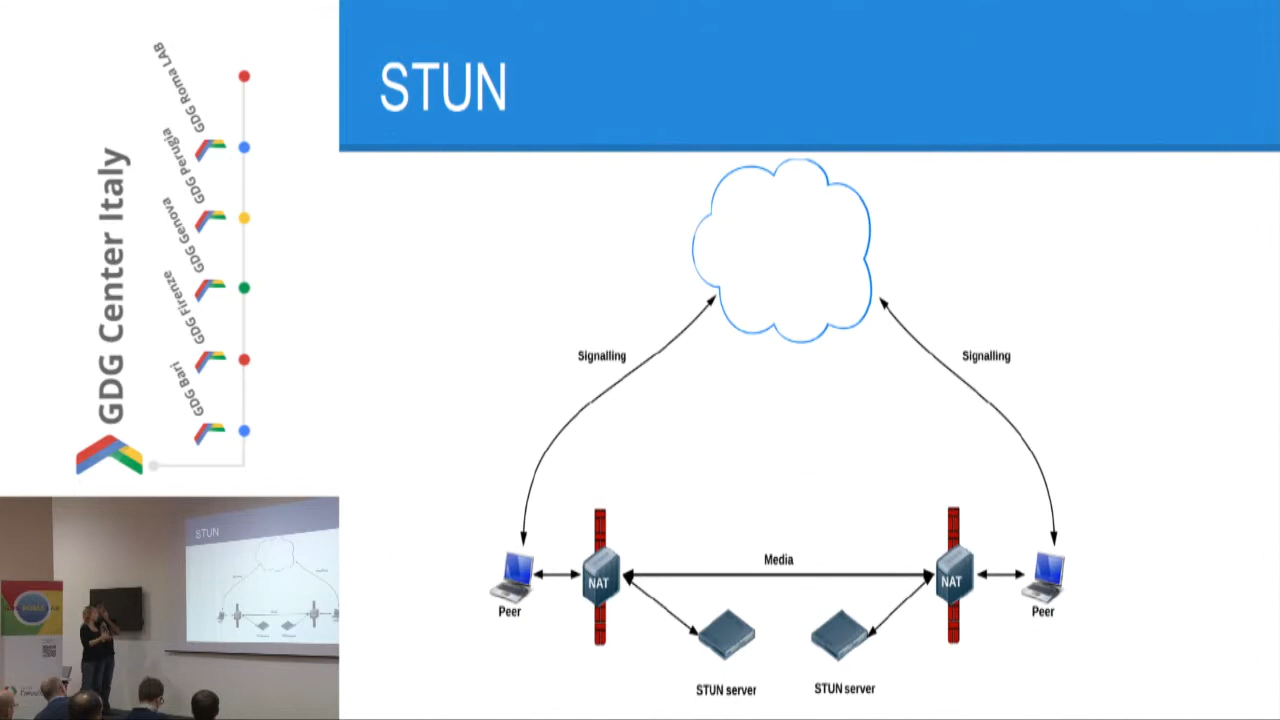 GDG Center Italy
GDG Roma LAB
GDG Perugia
GDG Genova
GDG Firenze
GDG Bari
STUN
Signalling
Signalling
Media
NAT
NAT
Peer
Peer
STUN server
STUN server
STUN